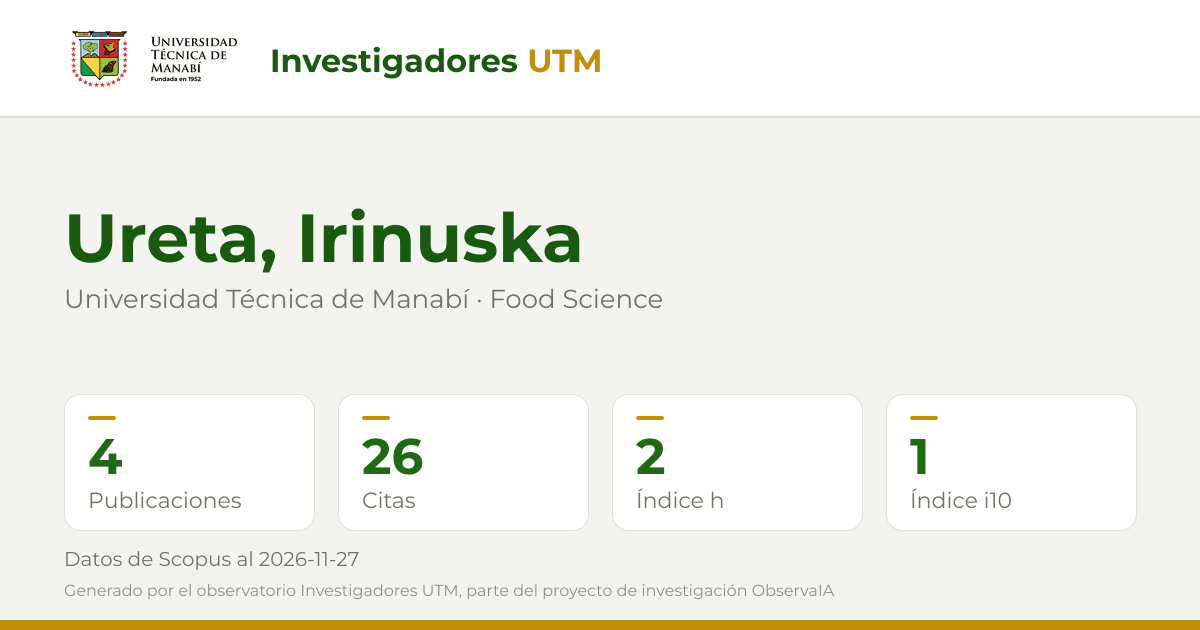 UNIVERSIDAD
TÉCNICA DE
MANABÍ
Fundada en 1952
Investigadores UTM
Ureta, Irinuska
Universidad Técnica de Manabí · Food Science
4
Publicaciones
26
Citas
2
Índice h
1
Índice i10
Datos de Scopus al 2026-11-27
Generado por el observatorio Investigadores UTM, parte del proyecto de investigación ObservaIA